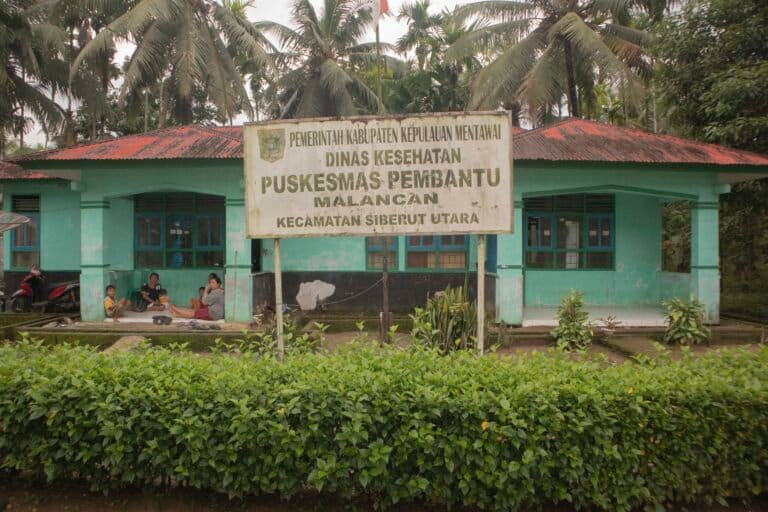 PEMERINTAH KABUPATEN KEPULAUAN MENTAWAI
DINAS KESEHATAN
PUSKESMAS PEMBANTU
MALANCAN
KECAMATAN SIBERUT UTARA